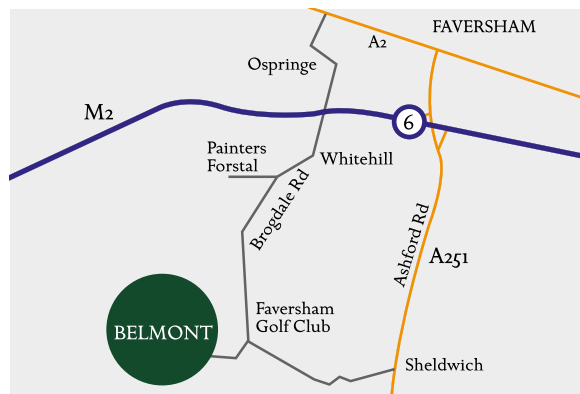 FAVERSHAM
A2
Ospringe
M2
6
Painters
Forstal
Whitehill
Brogdale Rd
Ashford Rd
A251
Faversham
Golf Club
BELMONT
Sheldwich